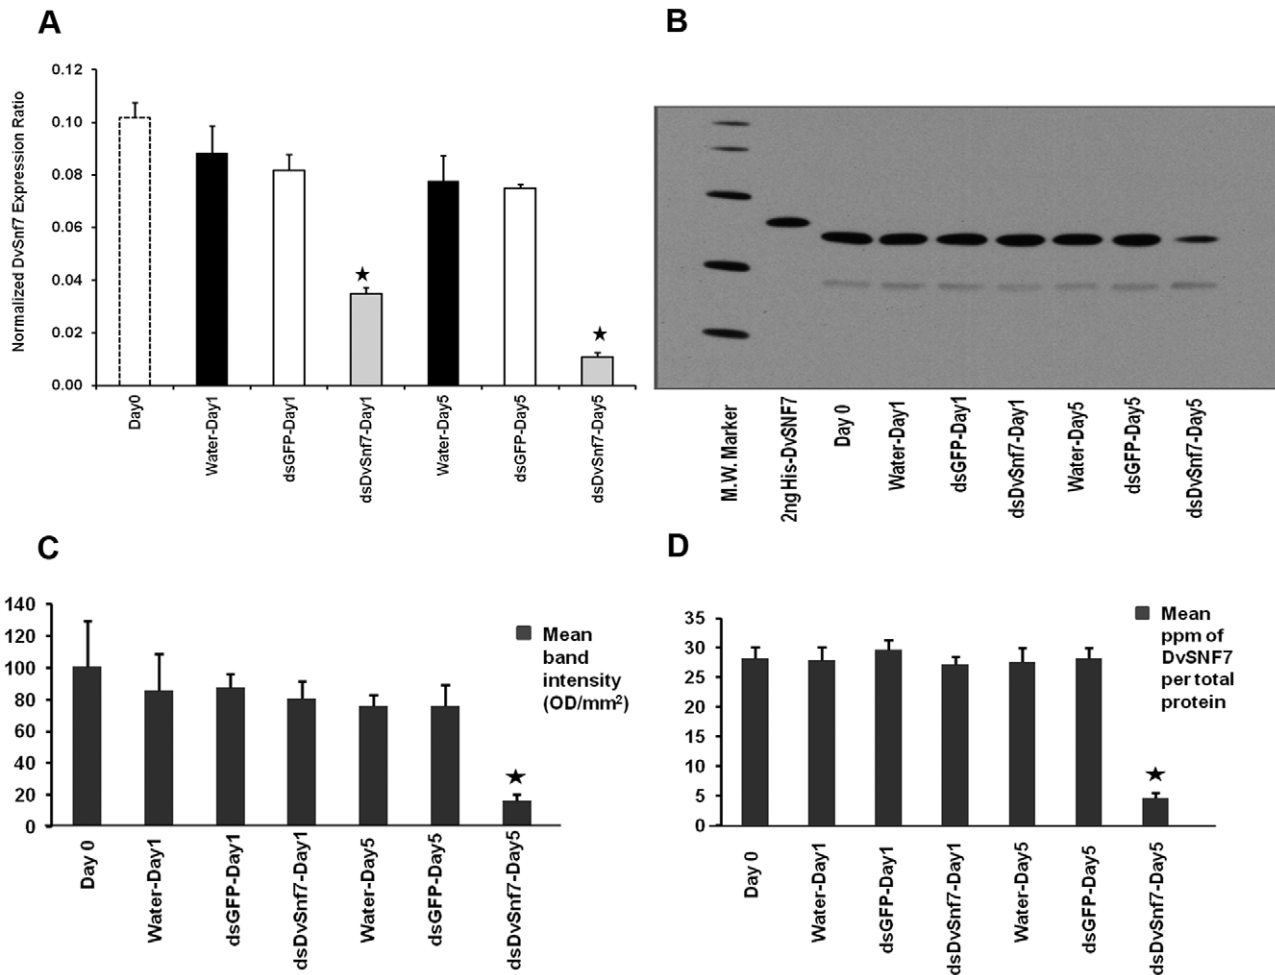 A
Normalized DvSnf7 Expression Ratio
0.12
0.10
0.08
0.06
0.04
0.02
0.00
Day0
Water-Day1
dsGFP-Day1
dsDvSnf7-Day1
Water-Day5
dsGFP-Day5
dsDvSnf7-Day5
B
M.W. Marker
2ng His-DvSNF7
Day 0
Water-Day1
dsGFP-Day1
dsDvSnf7-Day1
Water-Day5
dsGFP-Day5
dsDvSnf7-Day5
C
140
120
100
80
60
40
20
0
Mean
band
intensity
(OD/mm²)
Day 0
Water-Day1
dsGFP-Day1
dsDvSnf7-Day1
Water-Day5
dsGFP-Day5
dsDvSnf7-Day5
D
35
30
25
20
15
10
5
0
Mean
ppm of
DvSNF7
per total
protein
Day 0
Water-Day1
dsGFP-Day1
dsDvSnf7-Day1
Water-Day5
dsGFP-Day5
dsDvSnf7-Day5